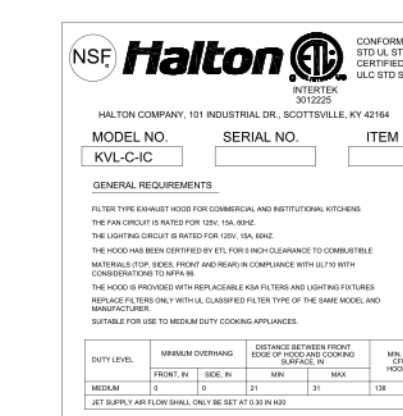 NSF Halton ETL CONFORM
STD UL ST
CERTIFIED
ULC STD S
INTERTEK
3012225
HALTON COMPANY, 101 INDUSTRIAL DR., SCOTTSVILLE, KY 42164
MODEL NO. SERIAL NO. ITEM
KVL-C-IC
GENERAL REQUIREMENTS
FILTER TYPE EXHAUST HOOD FOR COMMERCIAL AND INSTITUTIONAL KITCHENS
THE FAN CIRCUIT IS RATED FOR 125V, 15A, 60HZ.
THE LIGHTING CIRCUIT IS RATED FOR 125V, 15A, 60HZ.
THE HOOD HAS BEEN CERTIFIED BY ETL FOR 0 INCH CLEARANCE TO COMBUSTIBLE
MATERIALS (TOP, SIDES, FRONT AND REAR) IN COMPLIANCE WITH UL710 WITH
CONSIDERATIONS TO NFPA 96.
THE HOOD IS PROVIDED WITH REPLACEABLE KSA FILTERS AND LIGHTING FIXTURES
REPLACE FILTERS ONLY WITH UL CLASSIFIED FILTER TYPE OF THE SAME MODEL AND
MANUFACTURER.
SUITABLE FOR USE TO MEDIUM DUTY COOKING APPLIANCES.
DUTY LEVEL MINIMUM OVERHANG DISTANCE BETWEEN FRONT
EDGE OF HOOD AND COOKING
SURFACE, IN MIN.
CF
HOO
FRONT, IN SIDE, IN MIN MAX
MEDIUM 0 0 21 31 138
JET SUPPLY AIR FLOW SHALL ONLY BE SET AT 0.30 IN H20